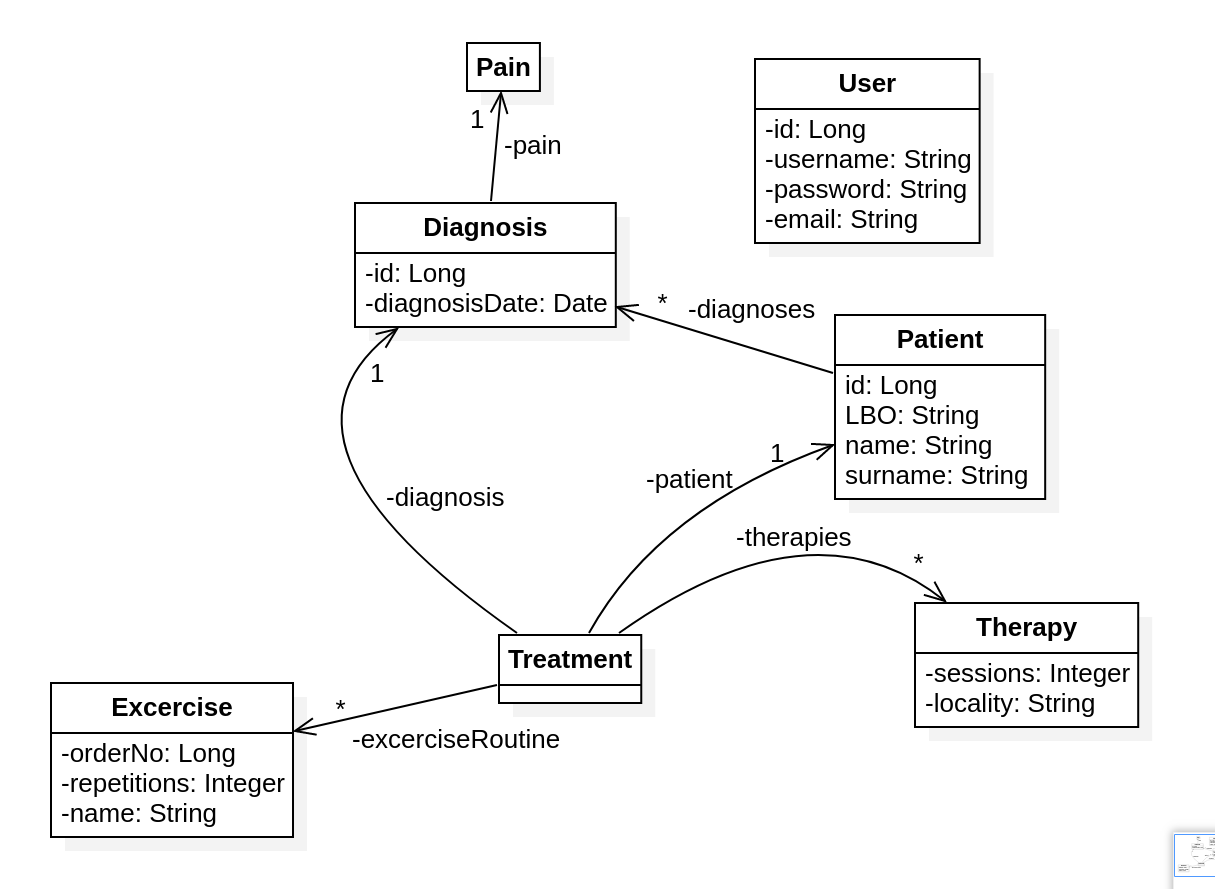 Pain
1
-pain
User
-id: Long
-username: String
-password: String
-email: String
Diagnosis
-id: Long
-diagnosisDate: Date
*
-diagnoses
Patient
id: Long
LBO: String
name: String
surname: String
1
-diagnosis
1
-patient
-therapies
*
Therapy
-sessions: Integer
-locality: String
Treatment
*
-excerciseRoutine
Excercise
-orderNo: Long
-repetitions: Integer
-name: String